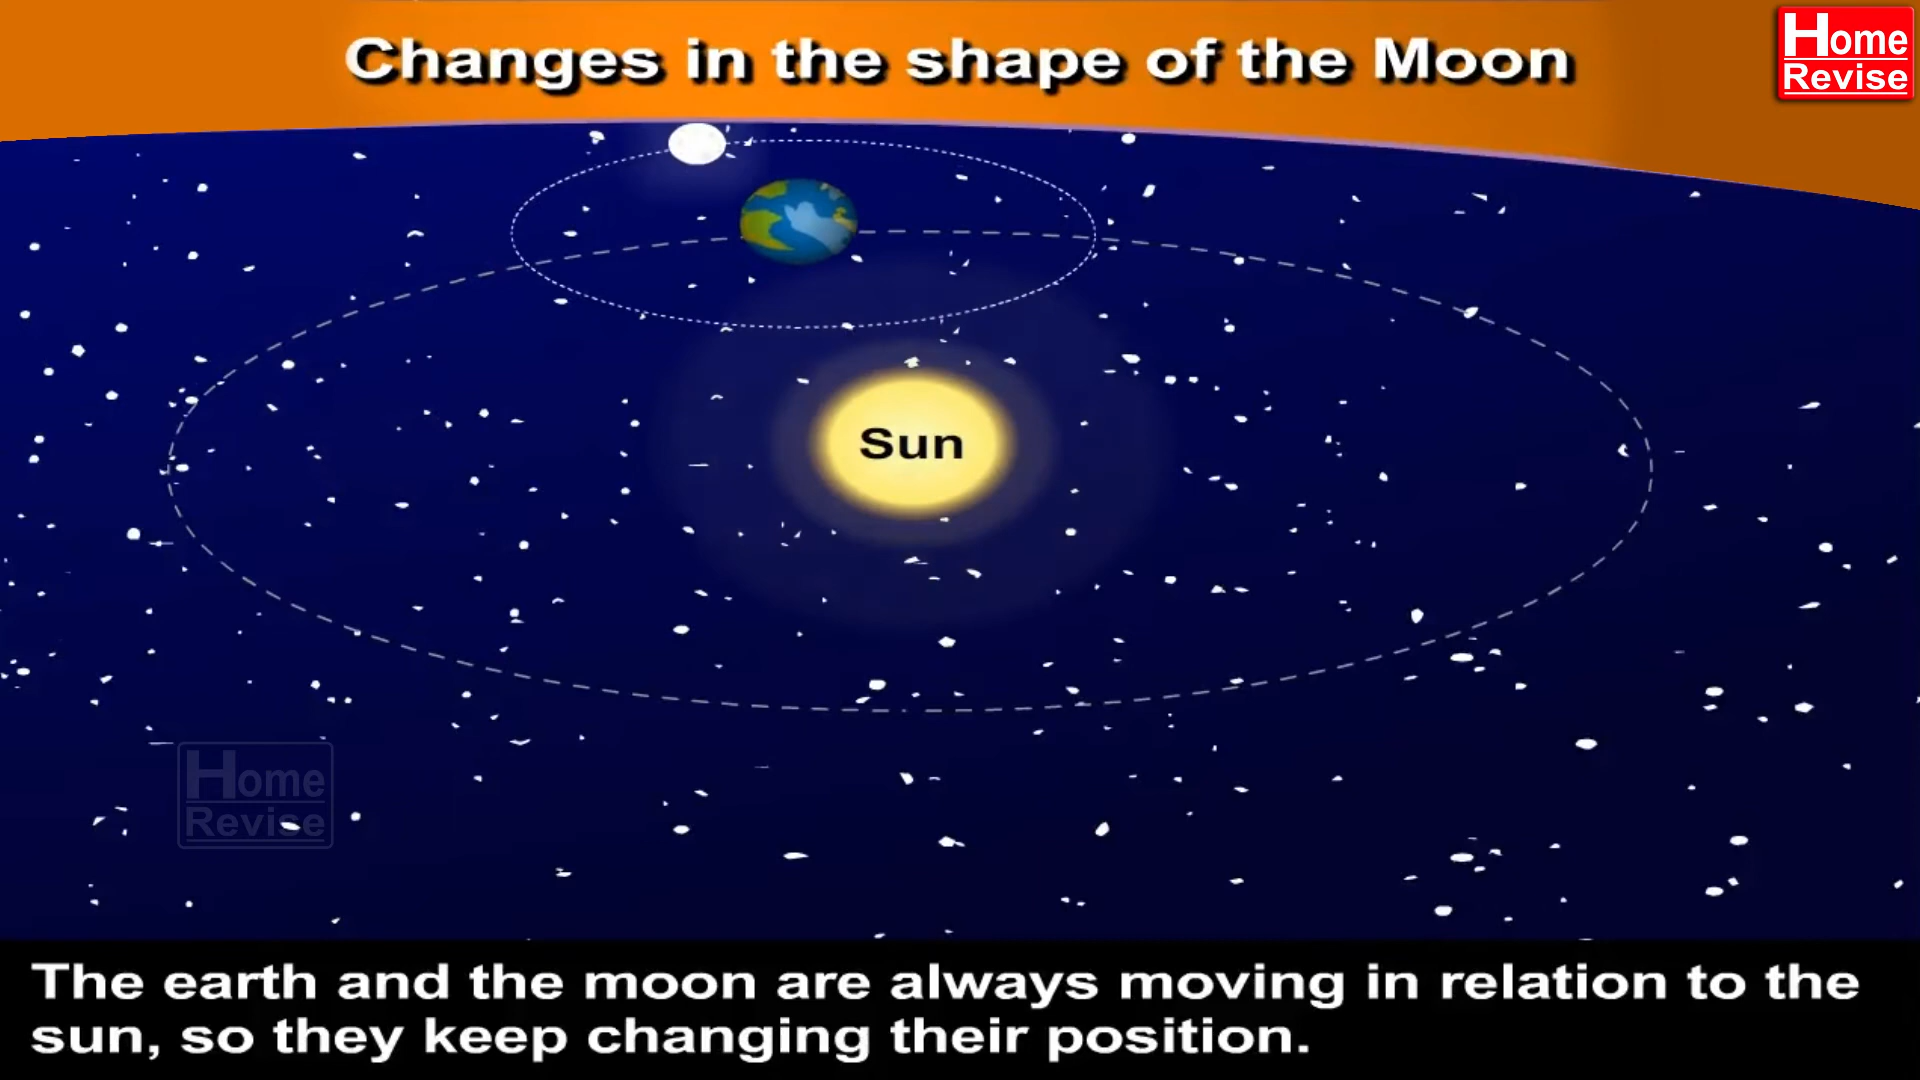 Changes in the shape of the Moon
Home
Revise
Sun
Home
Revise
The earth and the moon are always moving in relation to the
sun, so they keep changing their position.